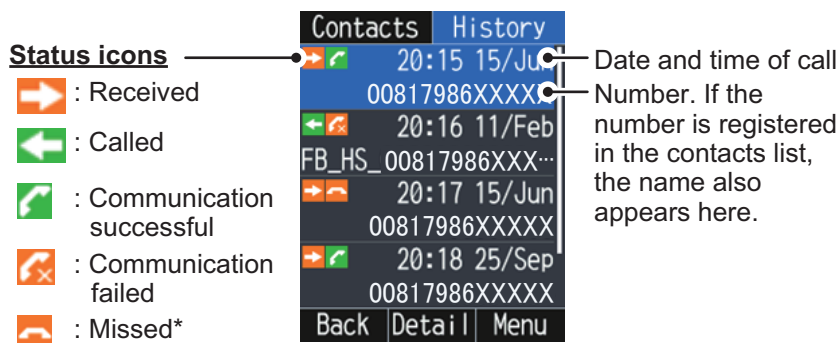 Status icons
: Received
: Called
: Communication
successful
: Communication
failed
: Missed*
Contacts History
20:15 15/Jun
00817986XXXXX
20:16 11/Feb
FB_HS_00817986XXX…
20:17 15/Jun
00817986XXXXX
20:18 25/Sep
00817986XXXXX
Back Detail Menu
Date and time of call
Number. If the
number is registered
in the contacts list,
the name also
appears here.